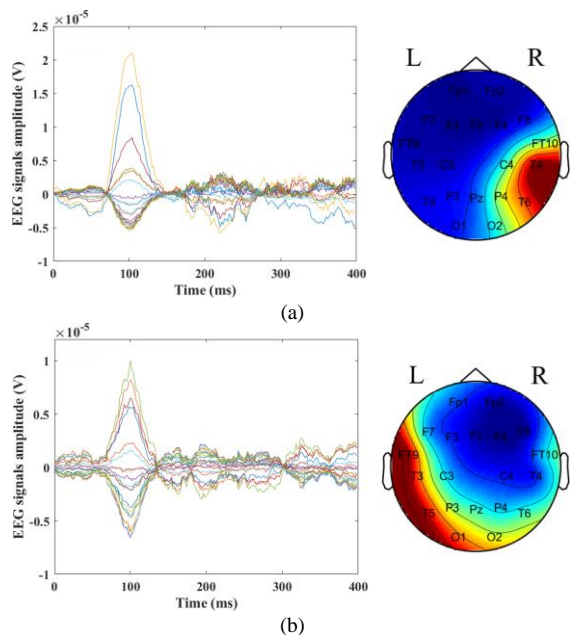 ×10⁻⁵
2.5
2
1.5
1
0.5
0
-0.5
-1
EEG signals amplitude (V)
0 100 200 300 400
Time (ms)
L R
Fp1 Fp2
F7 F3 F4 F8
FT9 FT10
T3 C3 C4 T4
T5 P3 Pz P4 T6
O1 O2
(a)
×10⁻⁵
1
0.5
0
-0.5
-1
EEG signals amplitude (V)
0 100 200 300 400
Time (ms)
L R
Fp1 Fp2
F7 F3 F4 F8
FT9 FT10
T3 C3 C4 T4
T5 P3 Pz P4 T6
O1 O2
(b)